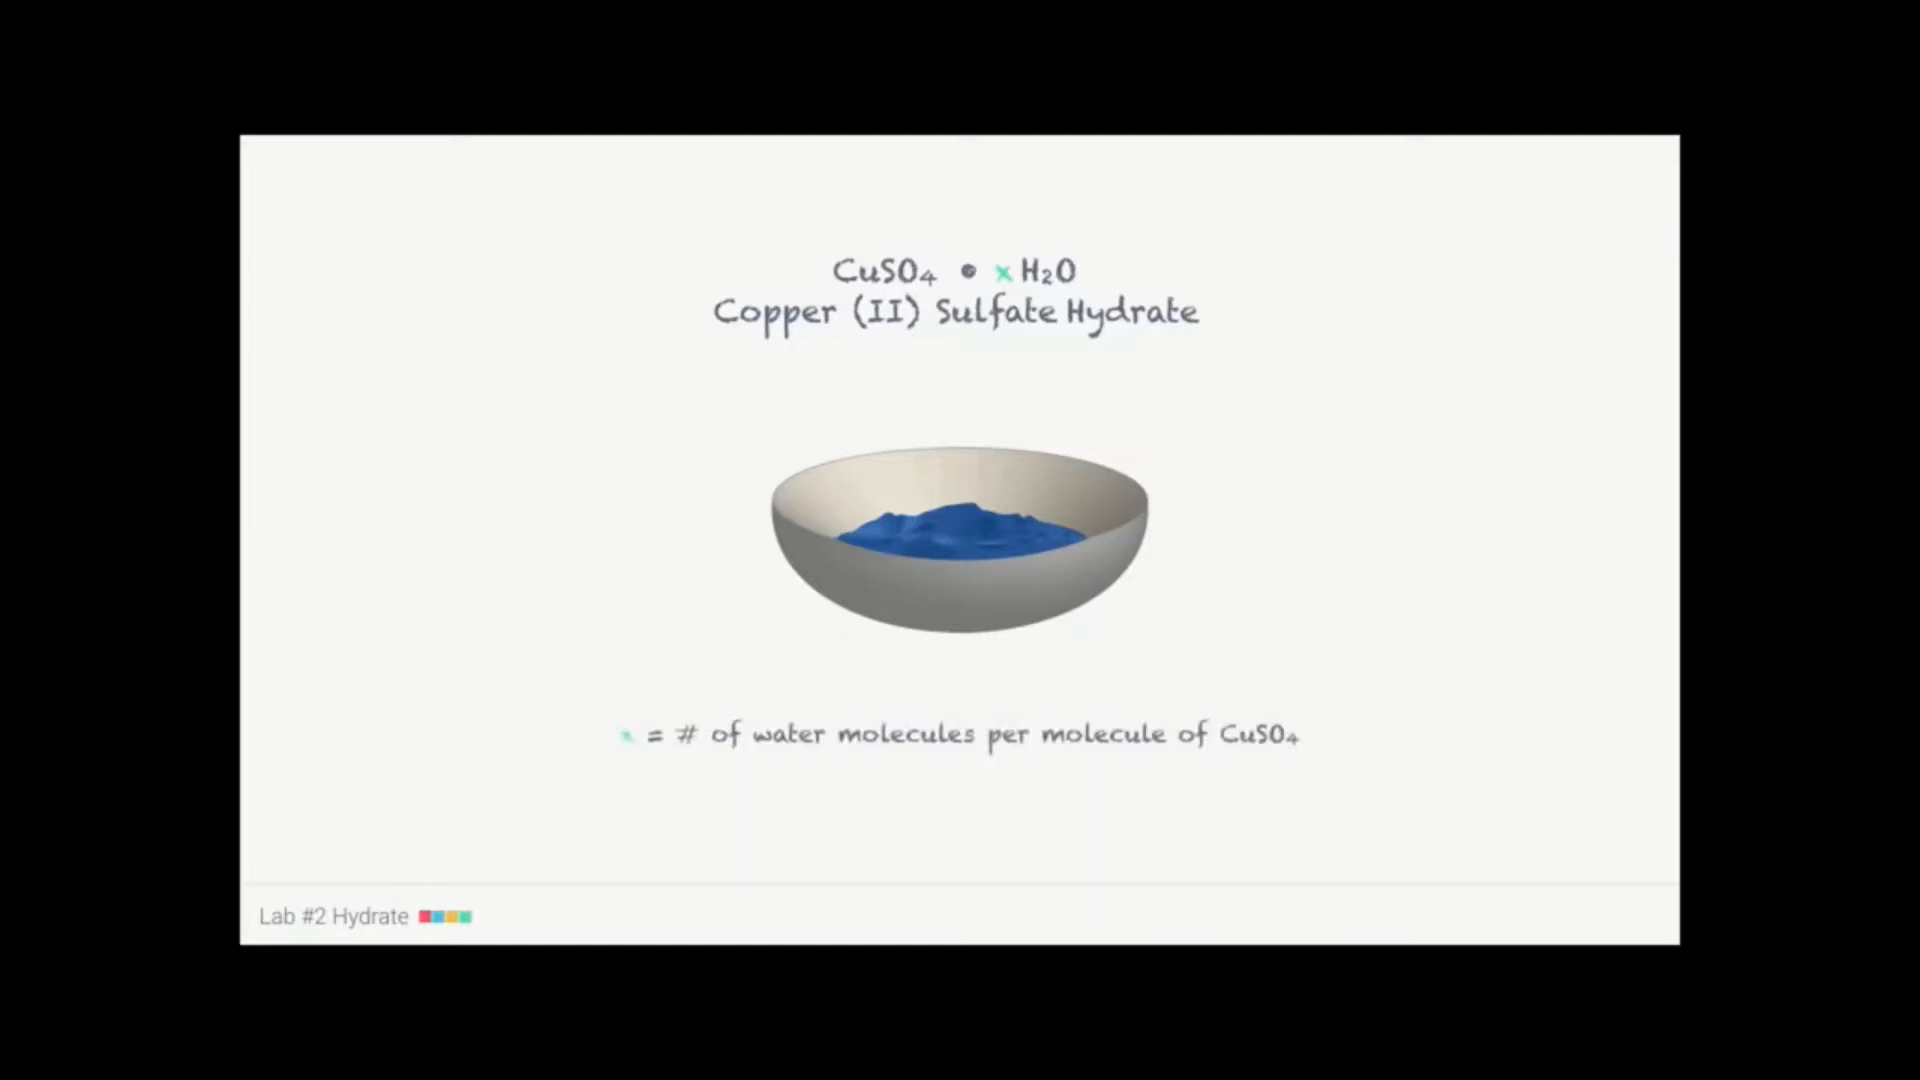 CuSO₄ • x H₂O
Copper (II) Sulfate Hydrate
x = # of water molecules per molecule of CuSO₄
Lab #2 Hydrate